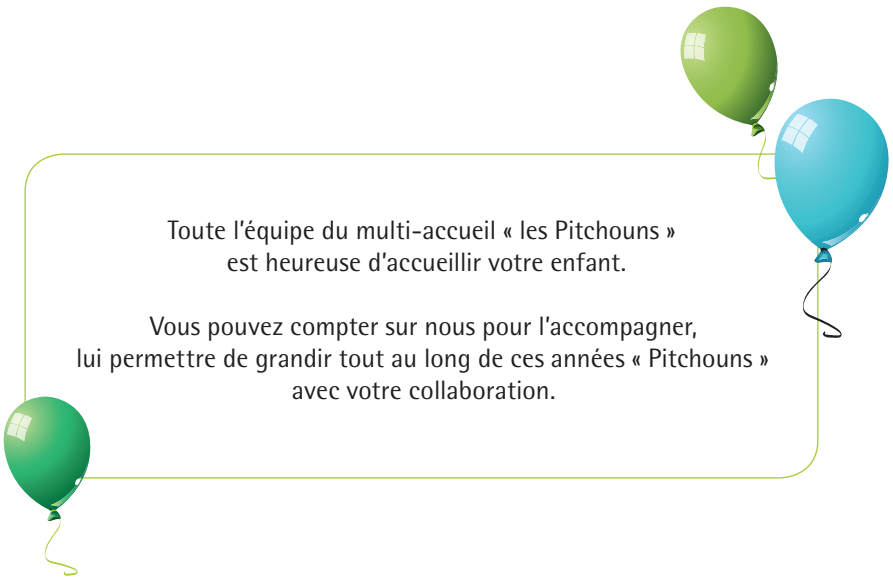 Toute l'équipe du multi-accueil « les Pitchouns »
est heureuse d'accueillir votre enfant.
Vous pouvez compter sur nous pour l'accompagner,
lui permettre de grandir tout au long de ces années « Pitchouns »
avec votre collaboration.